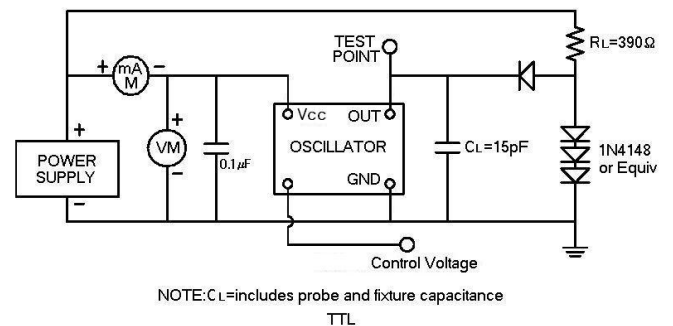 TEST
POINT
RL=390Ω
+ mA M -
+
Vcc
OUT
+
VM
-
0.1μF
OSCILLATOR
CL=15pF
1N4148
or Equiv
POWER
SUPPLY
GND
-
Control Voltage
NOTE:CL=includes probe and fixture capacitance
TTL